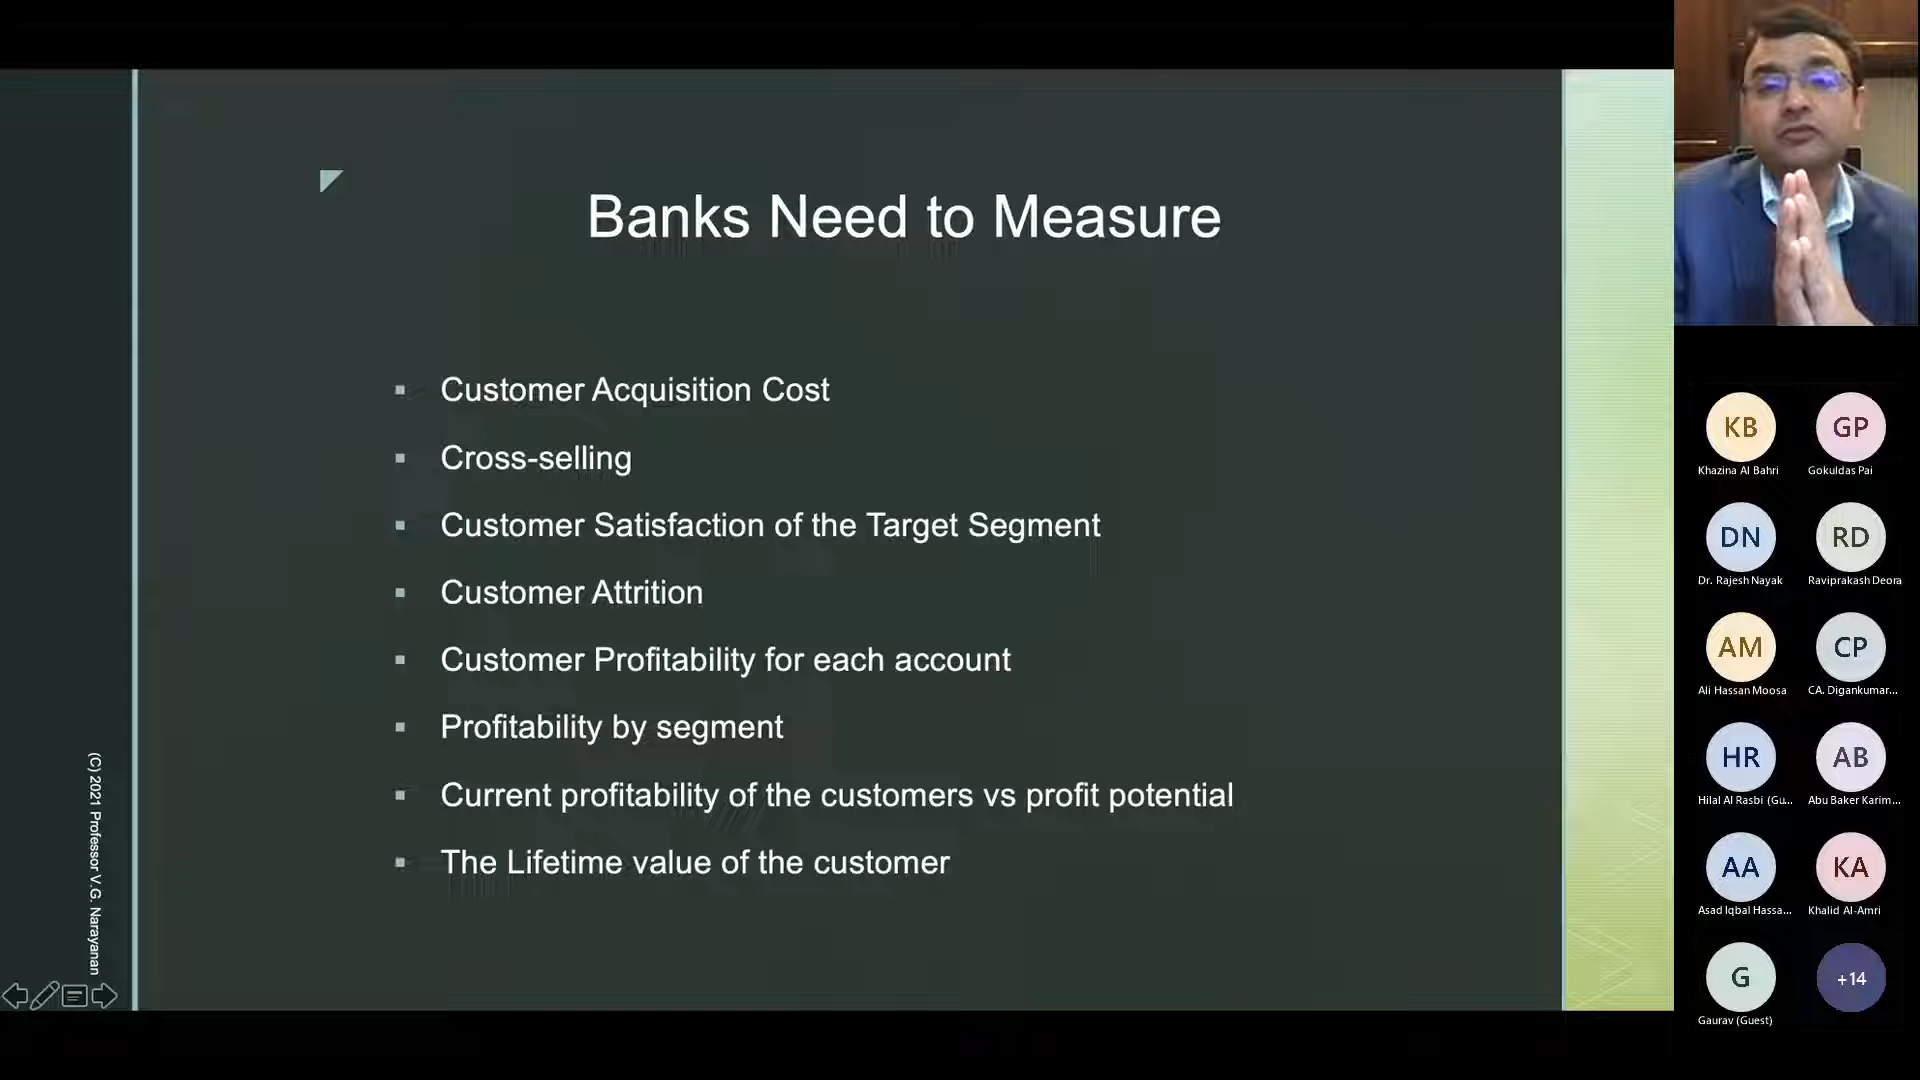 Banks Need to Measure
Customer Acquisition Cost
Cross-selling
Customer Satisfaction of the Target Segment
Customer Attrition
Customer Profitability for each account
Profitability by segment
Current profitability of the customers vs profit potential
The Lifetime value of the customer
(C) 2021 Professor V.G. Narayanan
KB
GP
Khazina Al Bahri
Gokuldas Pai
DN
RD
Dr. Rajesh Nayak
Raviprakash Deora
AM
CP
Ali Hassan Moosa
CA. Digankumar...
HR
AB
Hilal Al Rasbi (Gu...
Abu Baker Karim...
AA
KA
Asad Iqbal Hassa...
Khalid Al-Amri
G
+14
Gaurav (Guest)